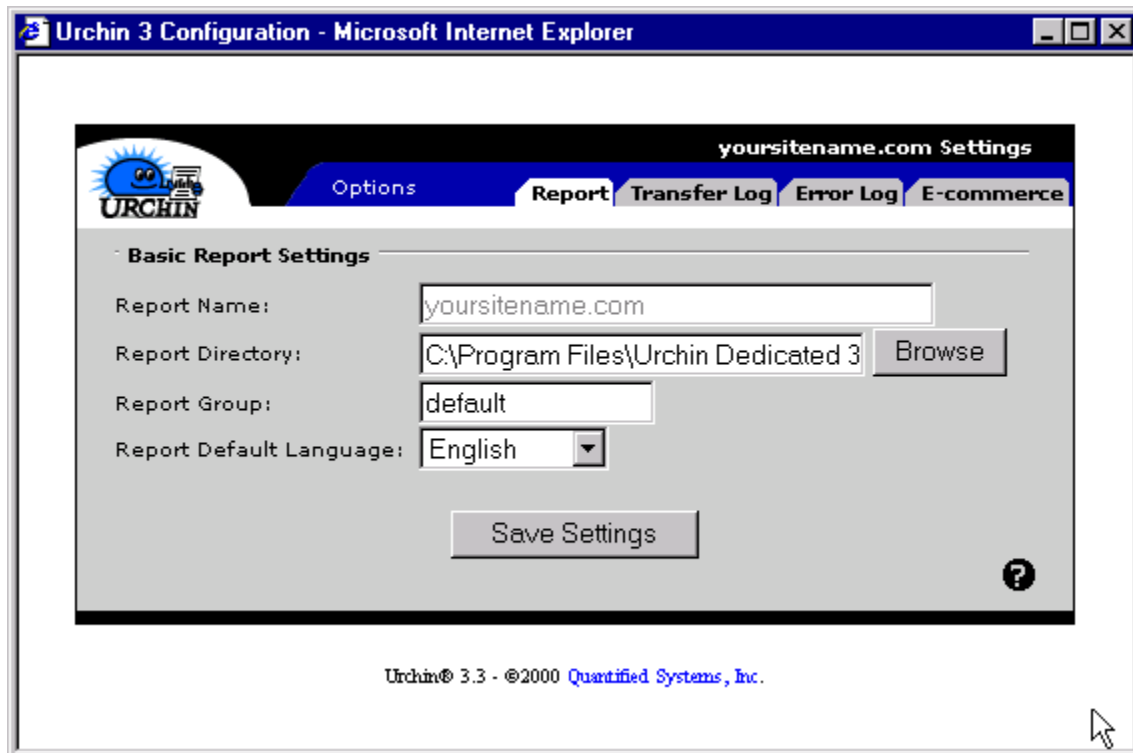 Urchin 3 Configuration - Microsoft Internet Explorer
yoursitename.com Settings
URCHIN
Options Report Transfer Log Error Log E-commerce
Basic Report Settings
Report Name: yoursitename.com
Report Directory: C:\Program Files\Urchin Dedicated 3 Browse
Report Group: default
Report Default Language: English
Save Settings
?
Urchin® 3.3 - ©2000 Quantified Systems, Inc.